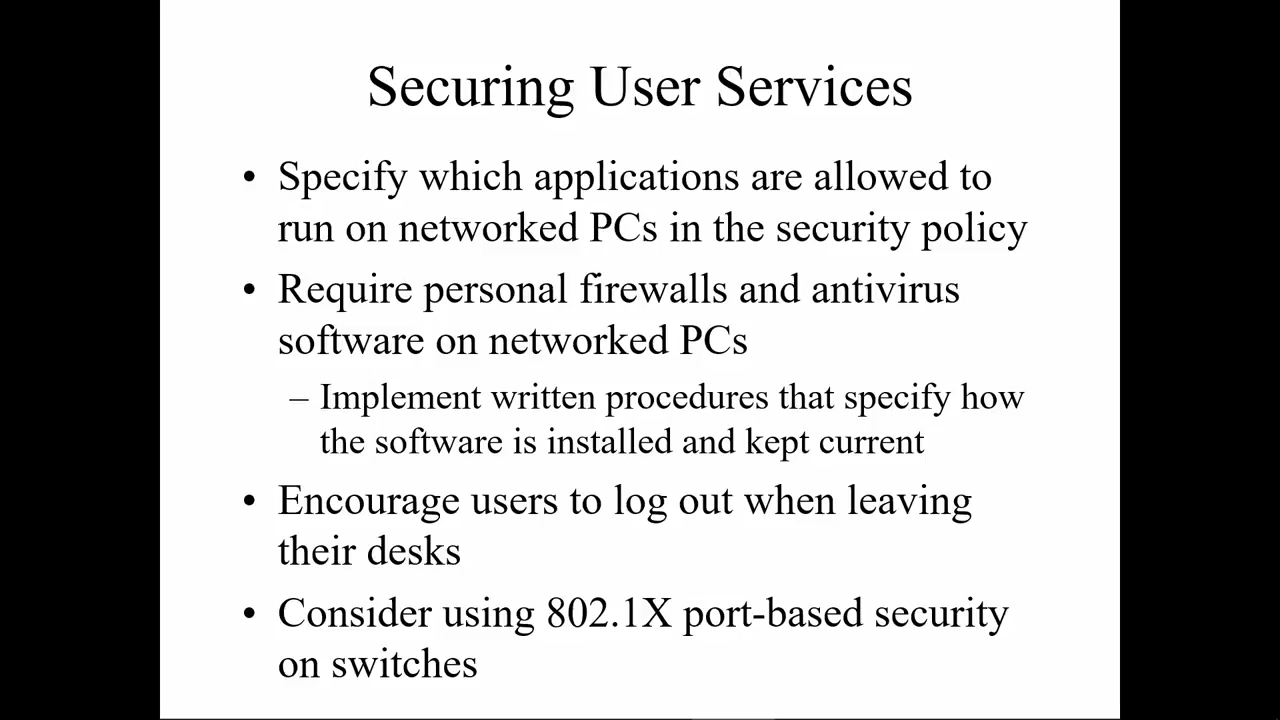 Securing User Services
• Specify which applications are allowed to
run on networked PCs in the security policy
• Require personal firewalls and antivirus
software on networked PCs
– Implement written procedures that specify how
the software is installed and kept current
• Encourage users to log out when leaving
their desks
• Consider using 802.1X port-based security
on switches